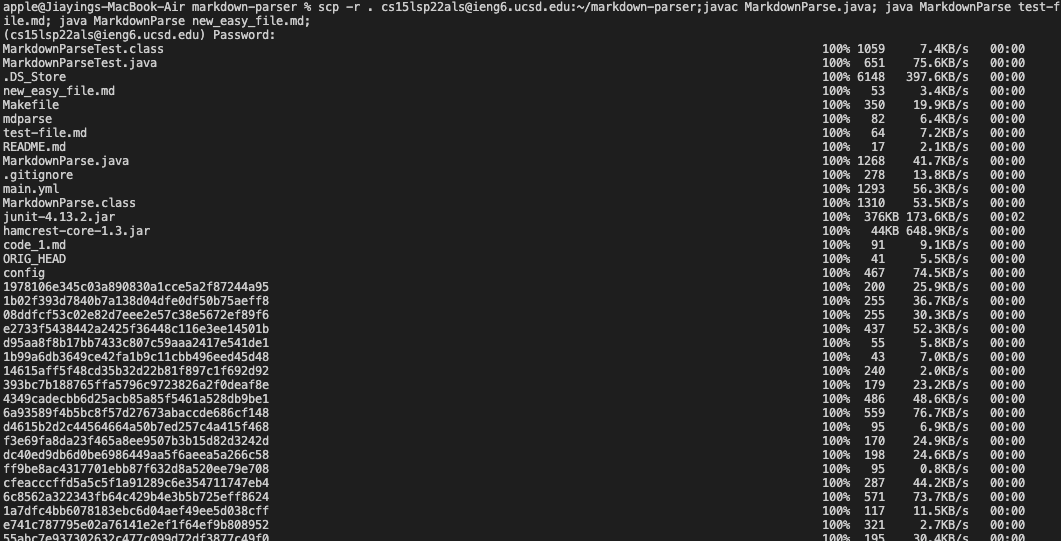 apple@Jiayings-MacBook-Air markdown-parser % scp -r . cs15lsp22als@ieng6.ucsd.edu:~/markdown-parser;javac MarkdownParse.java; java MarkdownParse test-f
ile.md; java MarkdownParse new_easy_file.md;
(cs15lsp22als@ieng6.ucsd.edu) Password:
MarkdownParseTest.class 100% 1059 7.4KB/s 00:00
MarkdownParseTest.java 100% 651 75.6KB/s 00:00
.DS_Store 100% 6148 397.6KB/s 00:00
new_easy_file.md 100% 53 3.4KB/s 00:00
Makefile 100% 350 19.9KB/s 00:00
mdparse 100% 82 6.4KB/s 00:00
test-file.md 100% 64 7.2KB/s 00:00
README.md 100% 17 2.1KB/s 00:00
MarkdownParse.java 100% 1268 41.7KB/s 00:00
.gitignore 100% 278 13.8KB/s 00:00
main.yml 100% 1293 56.3KB/s 00:00
MarkdownParse.class 100% 1310 53.5KB/s 00:00
junit-4.13.2.jar 100% 376KB 173.6KB/s 00:02
hamcrest-core-1.3.jar 100% 44KB 648.9KB/s 00:00
code_1.md 100% 91 9.1KB/s 00:00
ORIG_HEAD 100% 41 5.5KB/s 00:00
config 100% 467 74.5KB/s 00:00
1978106e345c03a890830a1cce5a2f87244a95 100% 200 25.9KB/s 00:00
1b02f393d7840b7a138d04dfe0df50b75aeff8 100% 255 36.7KB/s 00:00
08ddfcf53c02e82d7eee2e57c38e5672ef89f6 100% 255 30.3KB/s 00:00
e2733f5438442a2425f36448c116e3ee14501b 100% 437 52.3KB/s 00:00
d95aa8f8b17bb7433c807c59aaa2417e541de1 100% 55 5.8KB/s 00:00
1b99a6db3649ce42fa1b9c11cbb496eed45d48 100% 43 7.0KB/s 00:00
14615aff5f48cd35b32d22b81f897c1f692d92 100% 240 2.0KB/s 00:00
393bc7b188765ffa5796c9723826a2f0deaf8e 100% 179 23.2KB/s 00:00
4349cadecbb6d25acb85a85f5461a528db9be1 100% 486 48.6KB/s 00:00
6a93589f4b5bc8f57d27673abaccde686cf148 100% 559 76.7KB/s 00:00
d4615b2d2c44564664a50b7ed257c4a415f468 100% 95 6.9KB/s 00:00
f3e69fa8da23f465a8ee9507b3b15d82d3242d 100% 170 24.9KB/s 00:00
dc40ed9db6d0be6986449aa5f6aeea5a266c58 100% 198 24.6KB/s 00:00
ff9be8ac4317701ebb87f632d8a520ee79e708 100% 95 0.8KB/s 00:00
cfeacccffd5a5c5f1a91289c6e354711747eb4 100% 287 44.2KB/s 00:00
6c8562a322343fb64c429b4e3b5b725eff8624 100% 571 73.7KB/s 00:00
1a7dfc4bb6078183ebc6d04aef49ee5d038cff 100% 117 11.5KB/s 00:00
e741c787795e02a76141e2ef1f64ef9b808952 100% 321 2.7KB/s 00:00
55abc7e937302632c477c099d72df3877c49f0 100% 195 30.4KB/s 00:00